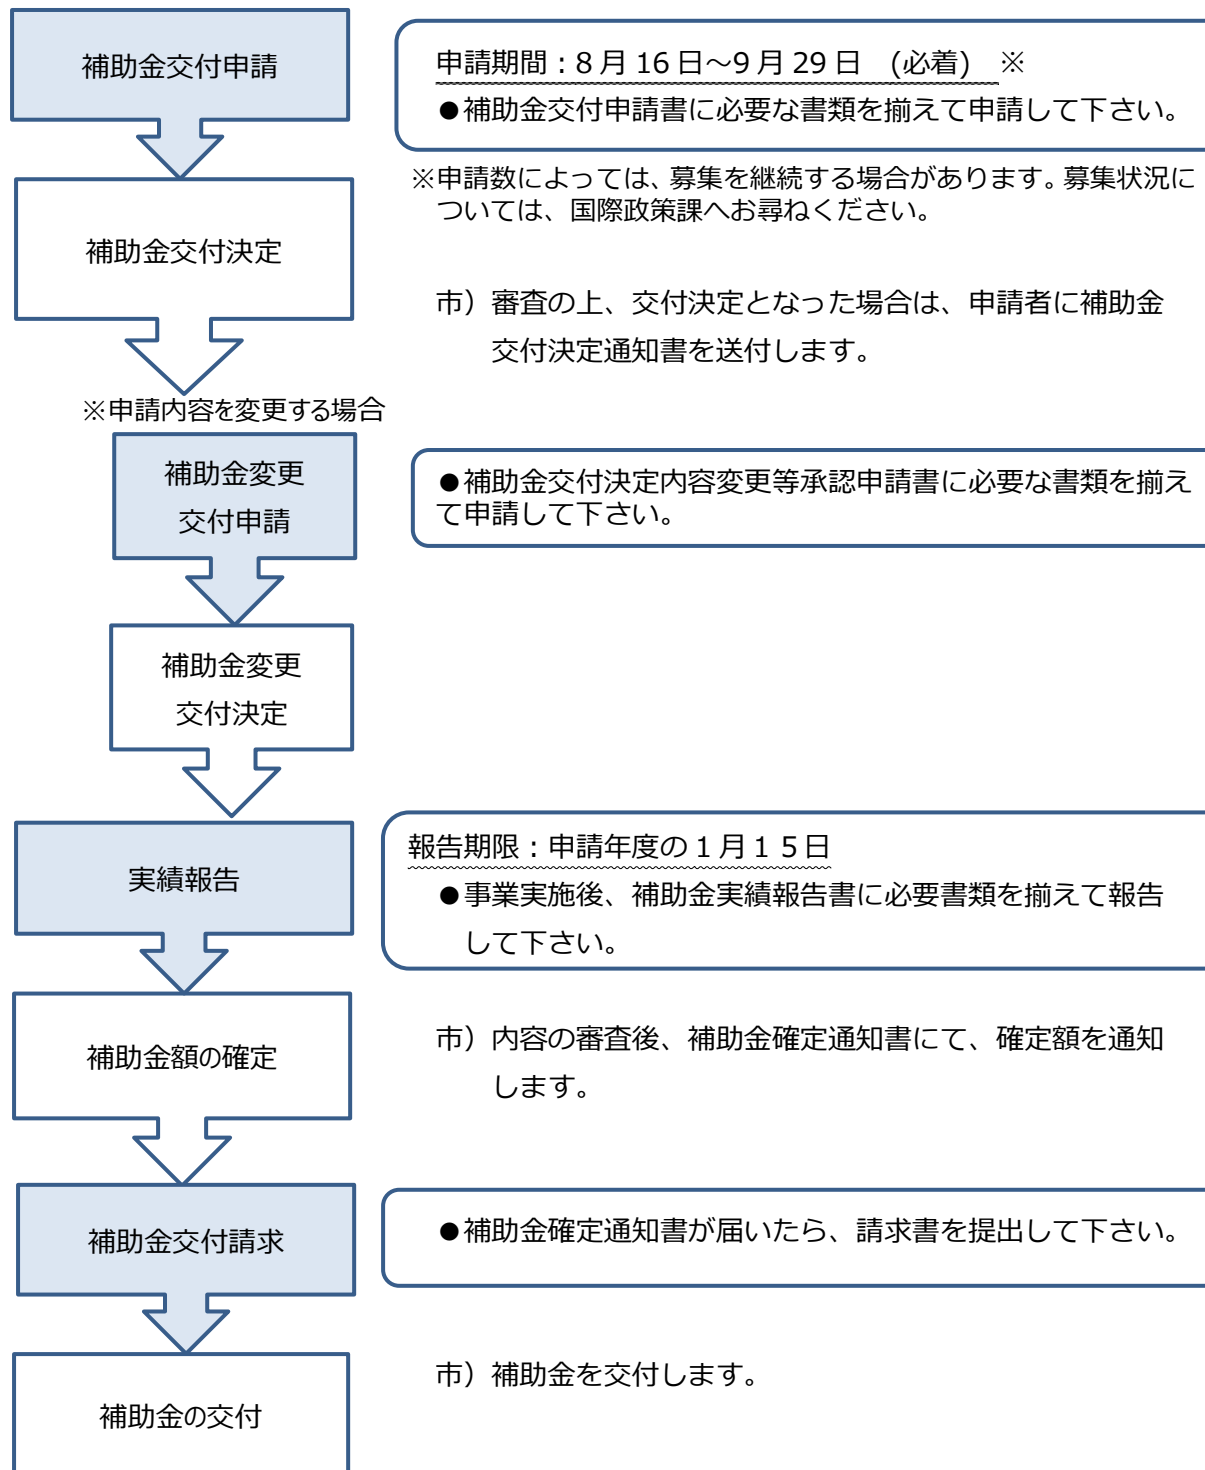 補助金交付申請
申請期間：8月16日～9月29日　(必着)　※
●補助金交付申請書に必要な書類を揃えて申請して下さい。
※申請数によっては、募集を継続する場合があります。募集状況に
ついては、国際政策課へお尋ねください。
補助金交付決定
市）審査の上、交付決定となった場合は、申請者に補助金
交付決定通知書を送付します。
※申請内容を変更する場合
補助金変更
交付申請
●補助金交付決定内容変更等承認申請書に必要な書類を揃え
て申請して下さい。
補助金変更
交付決定
実績報告
報告期限：申請年度の1月１５日
●事業実施後、補助金実績報告書に必要書類を揃えて報告
して下さい。
補助金額の確定
市）内容の審査後、補助金確定通知書にて、確定額を通知
します。
補助金交付請求
●補助金確定通知書が届いたら、請求書を提出して下さい。
補助金の交付
市）補助金を交付します。